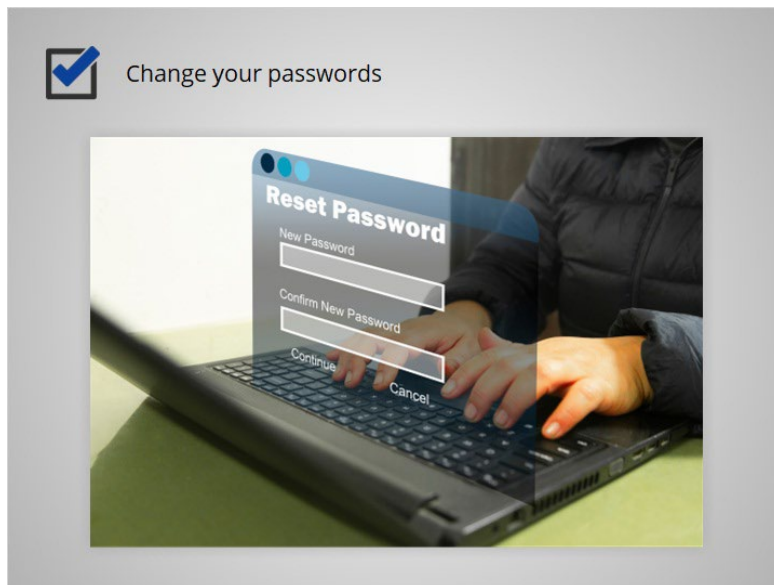 Change your passwords
Reset Password
New Password
Confirm New Password
Continue
Cancel